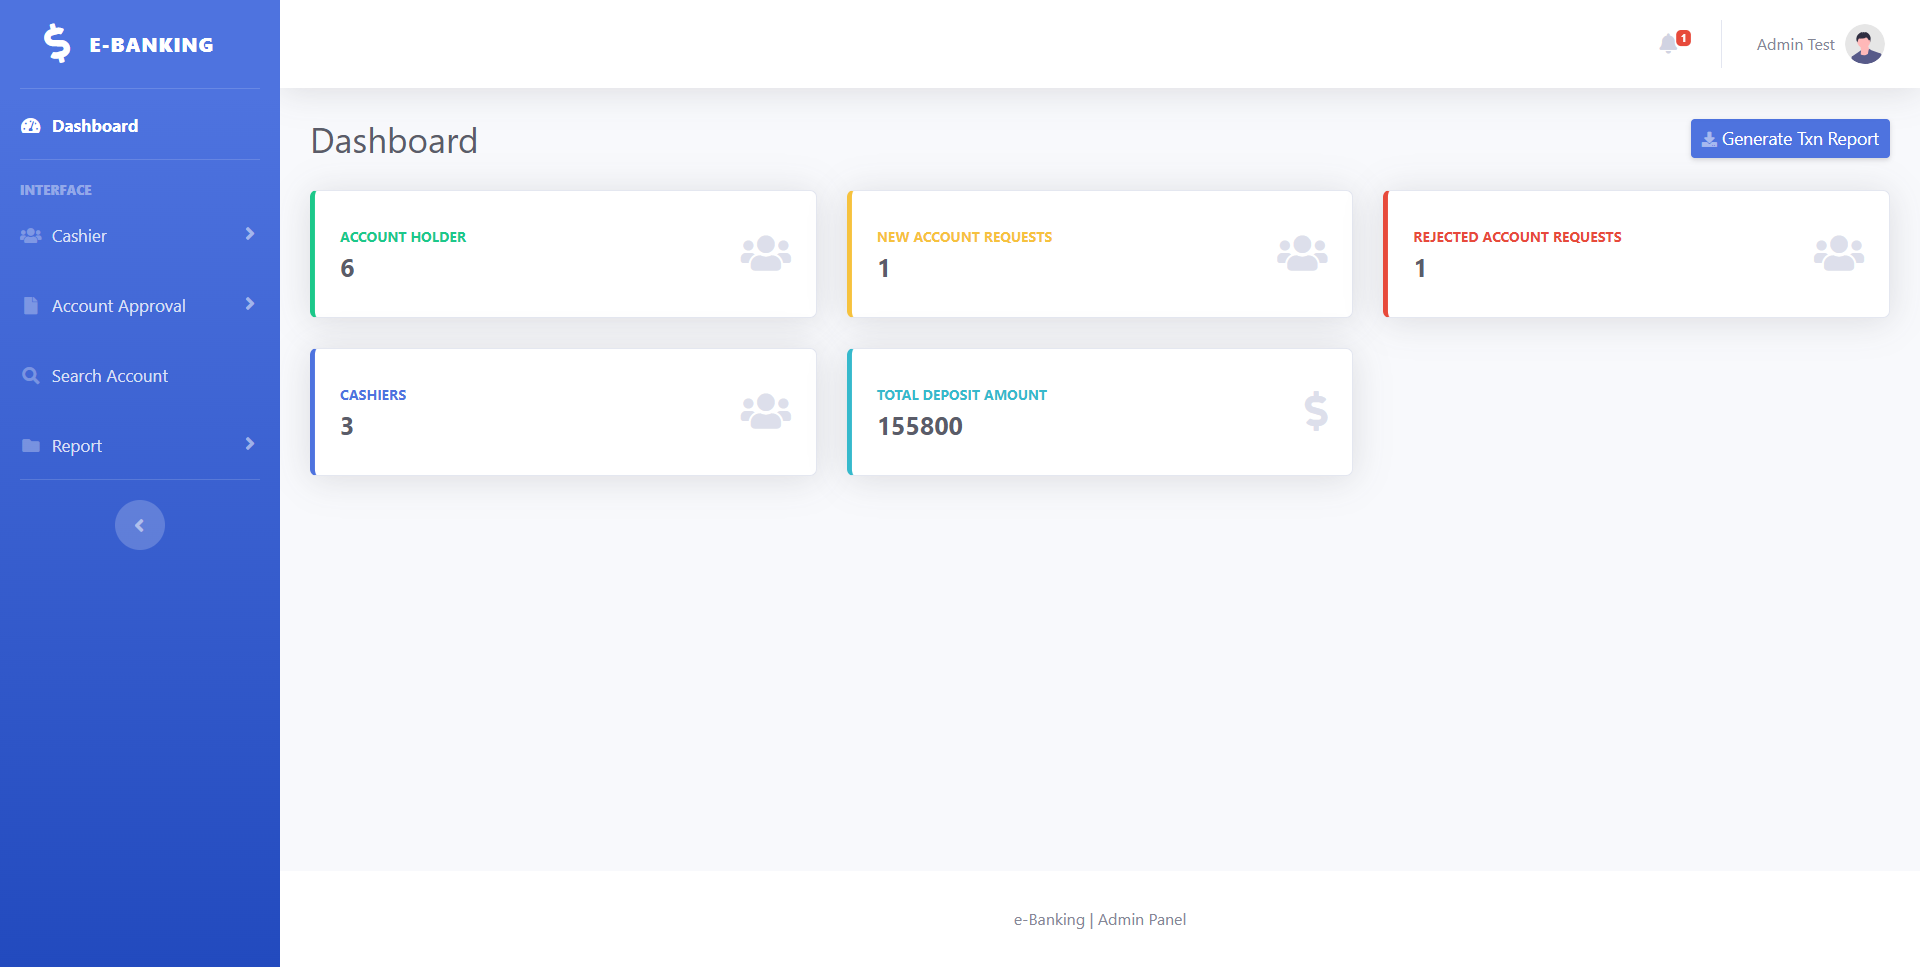 E-BANKING
Dashboard
INTERFACE
Cashier
Account Approval
Search Account
Report
1
Admin Test
Dashboard
Generate Txn Report
ACCOUNT HOLDER
6
NEW ACCOUNT REQUESTS
1
REJECTED ACCOUNT REQUESTS
1
CASHIERS
3
TOTAL DEPOSIT AMOUNT
155800
e-Banking | Admin Panel